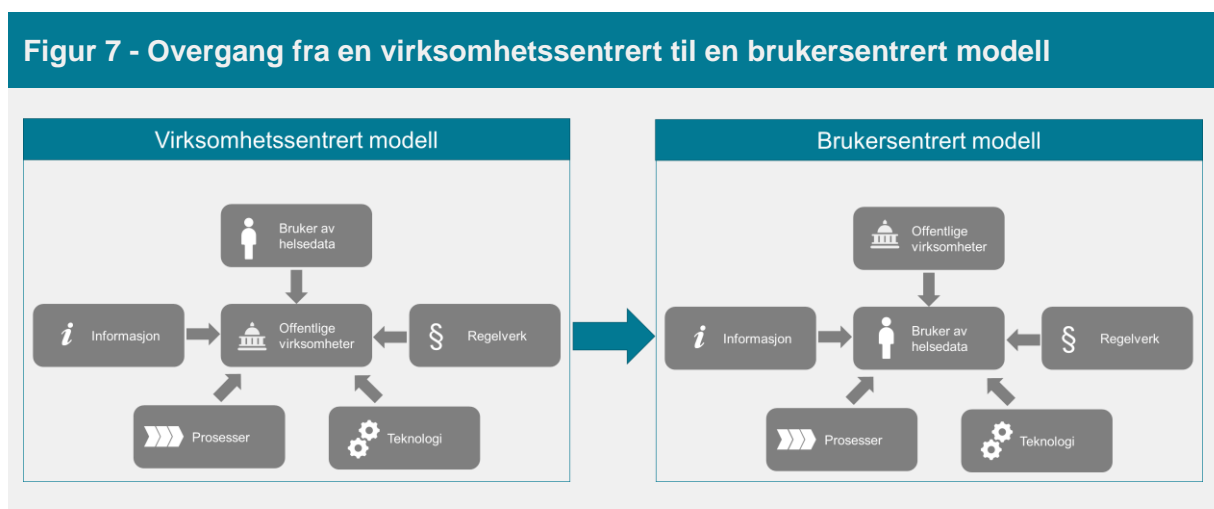 Figur 7 - Overgang fra en virksomhetssentrert til en brukersentrert modell
Virksomhetssentrert modell
Bruker av
helsedata
i Informasjon
Offentlige
virksomheter
§ Regelverk
Prosesser
Teknologi
Brukersentrert modell
Offentlige
virksomheter
i Informasjon
Bruker av
helsedata
§ Regelverk
Prosesser
Teknologi